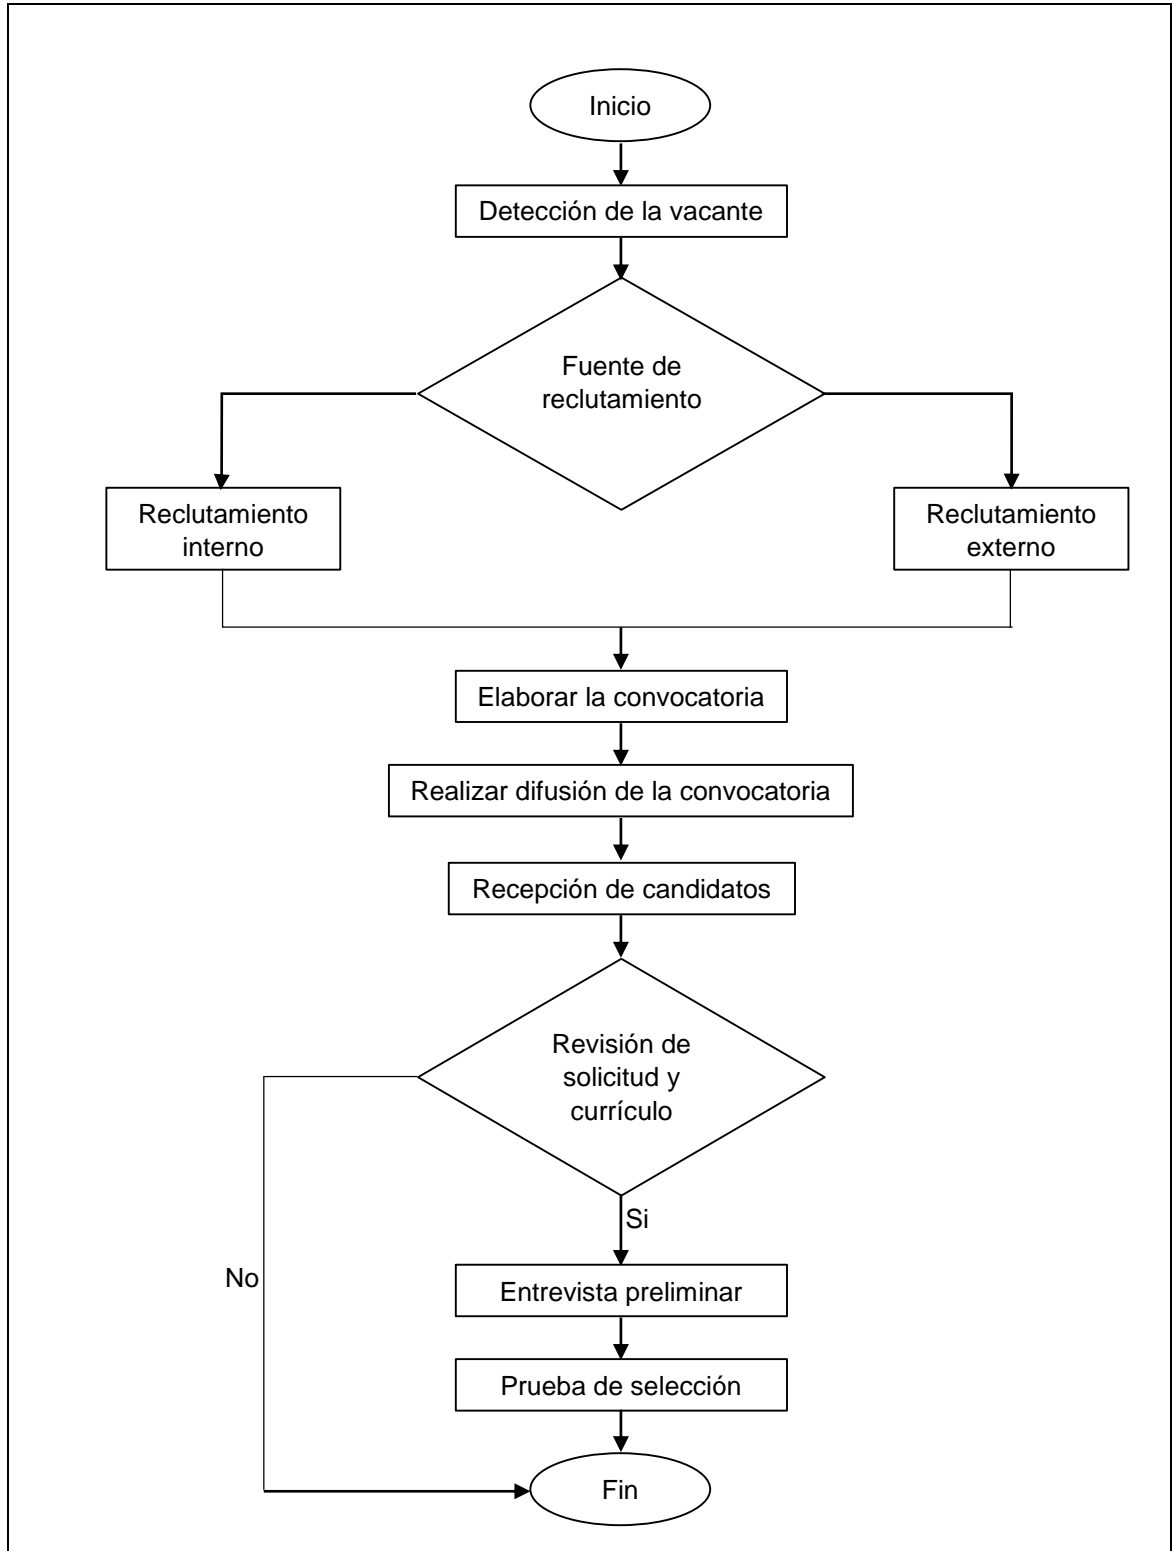 Inicio
Detección de la vacante
Fuente de
reclutamiento
Reclutamiento
interno
Reclutamiento
externo
Elaborar la convocatoria
Realizar difusión de la convocatoria
Recepción de candidatos
Revisión de
solicitud y
currículo
Si
No
Entrevista preliminar
Prueba de selección
Fin